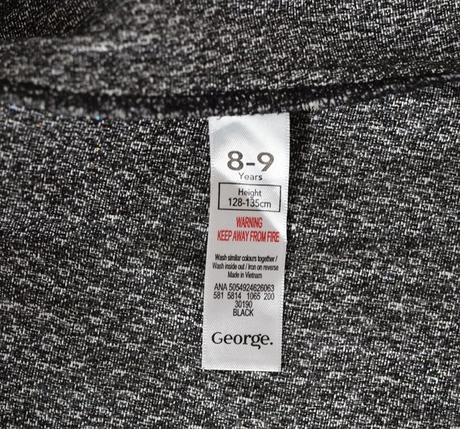 8-9
Years
Height
128-135cm
WARNING
KEEP AWAY FROM FIRE
Wash similar colours together /
Wash inside out / Iron on reverse
Made in Vietnam
ANA 5054924626063
581 5814 1065 200
30190
BLACK
George.